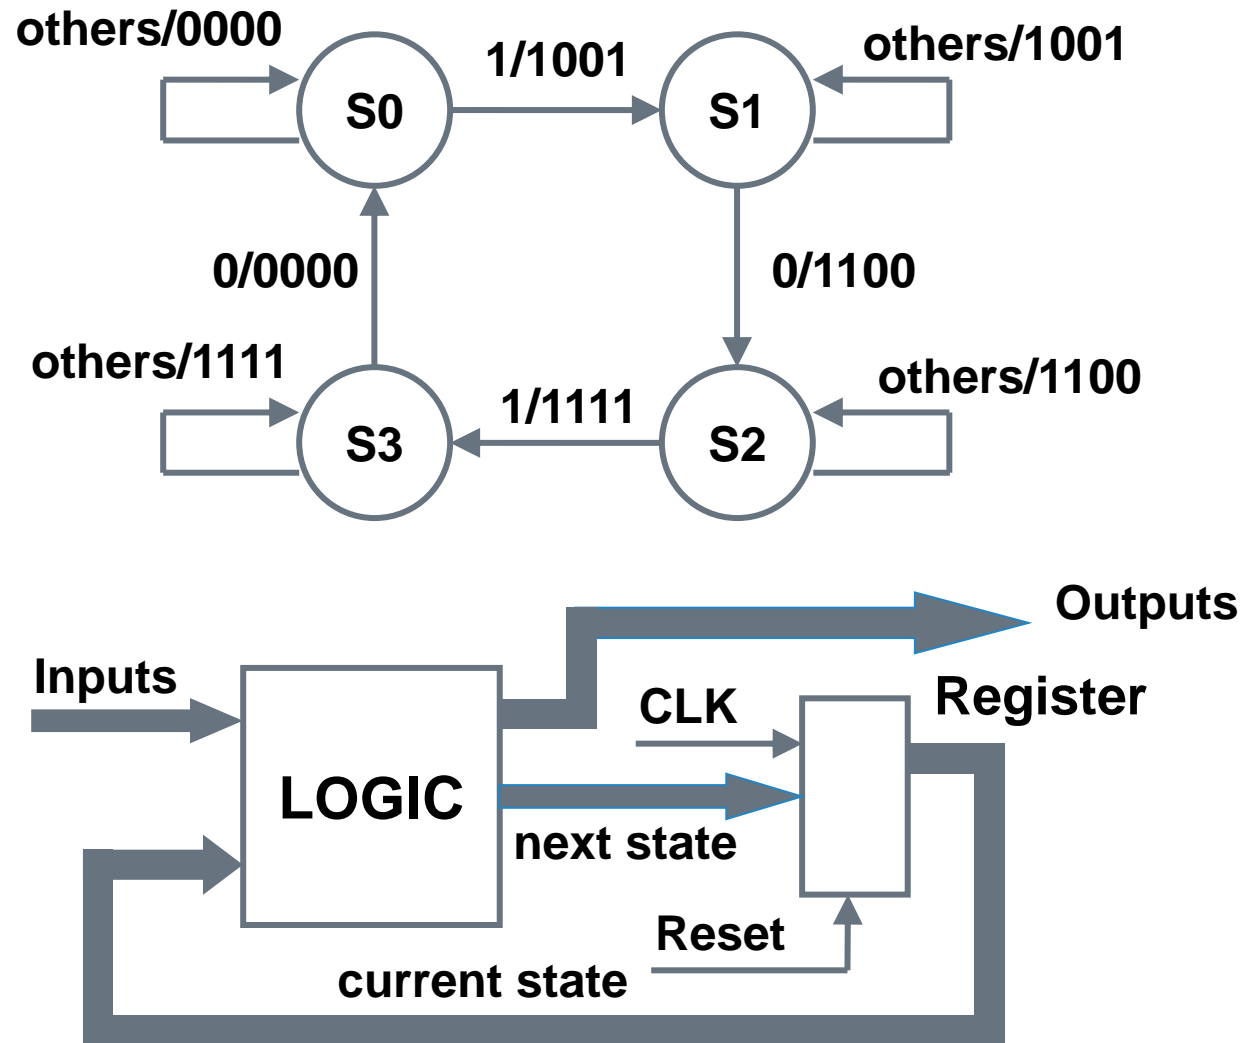 others/0000
1/1001
others/1001
S0
S1
0/0000
0/1100
others/1111
1/1111
others/1100
S3
S2
Outputs
Inputs
CLK
Register
LOGIC
next state
Reset
current state